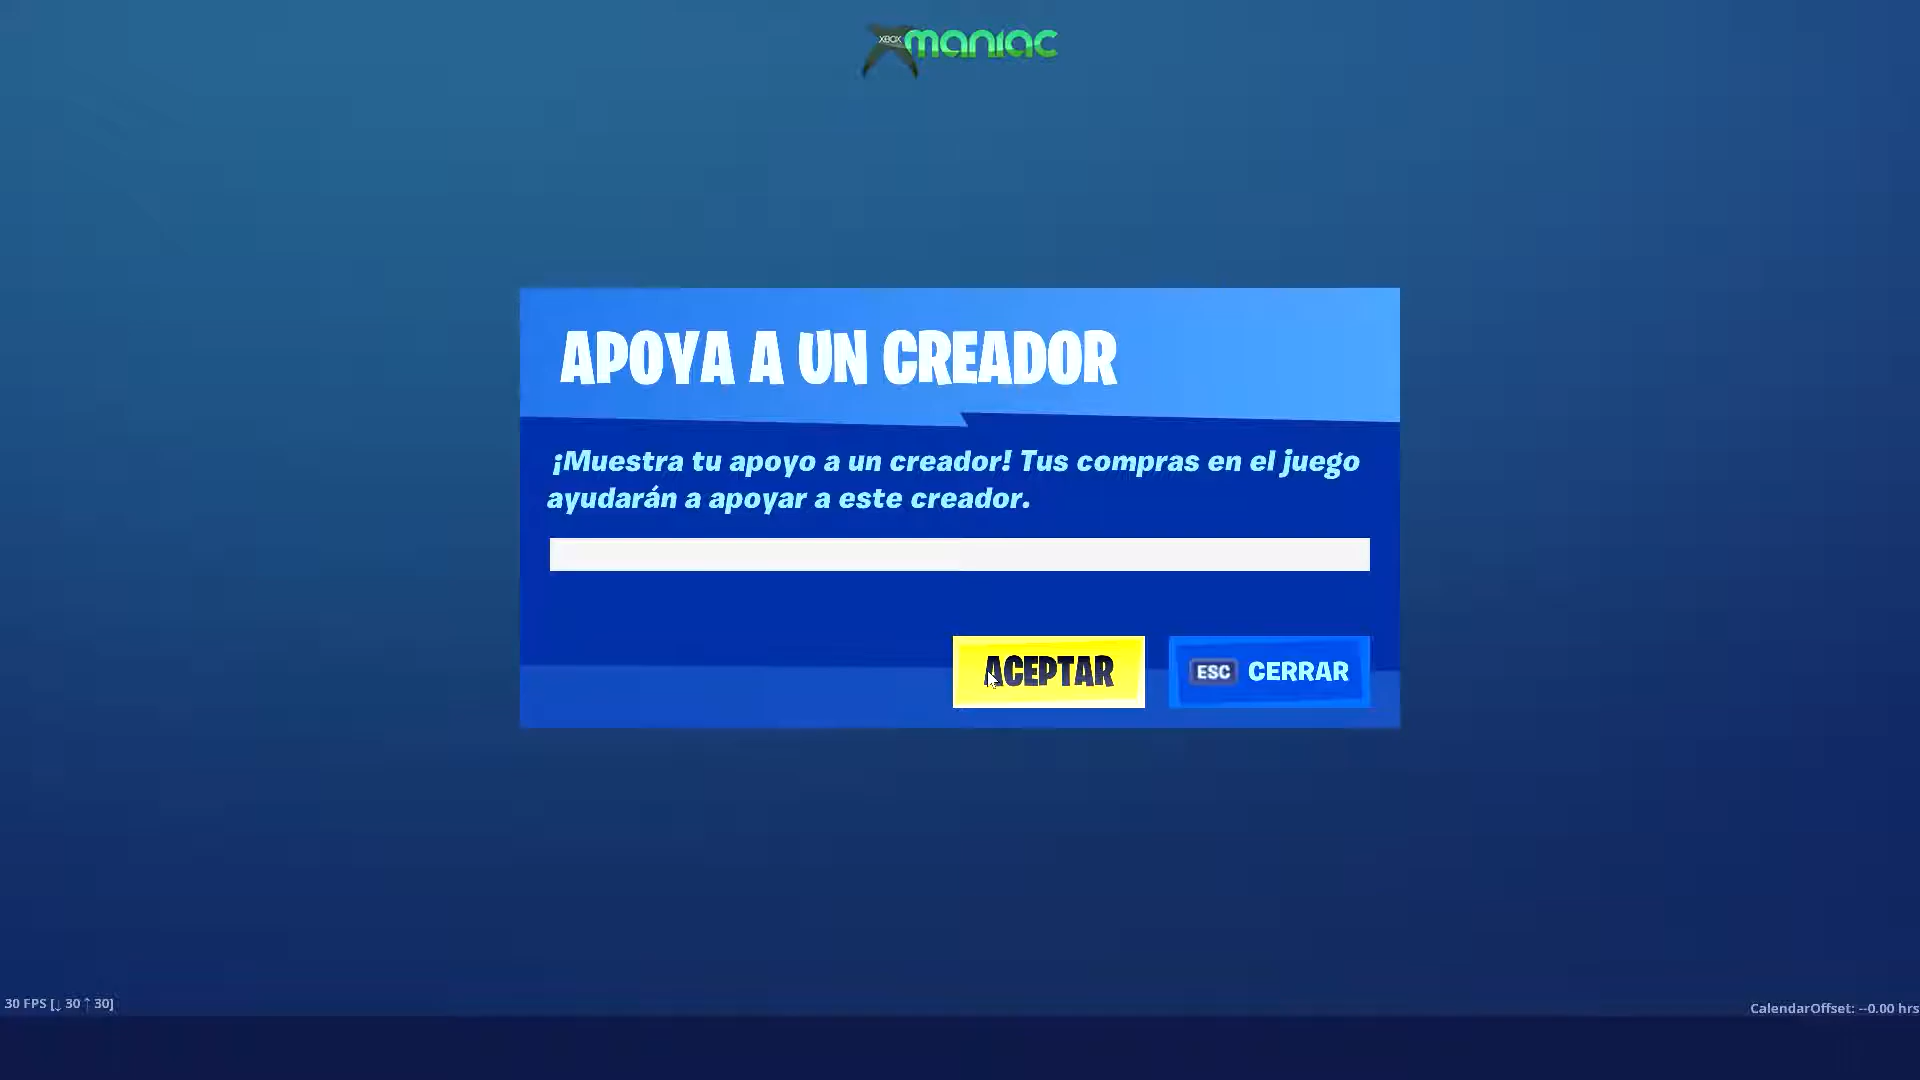 XBOX maniac
APOYA A UN CREADOR
¡Muestra tu apoyo a un creador! Tus compras en el juego
ayudarán a apoyar a este creador.
ACEPTAR
ESC CERRAR
30 FPS [↓ 30 ↑ 30]
CalendarOffset: --0.00 hrs